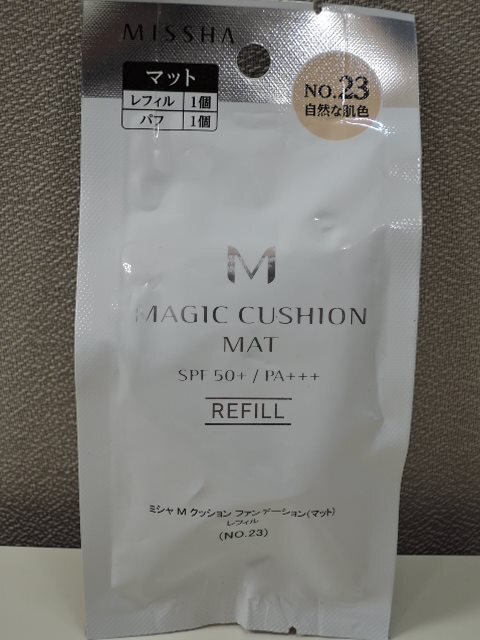 MISSHA
マット
レフィル 1個
パフ 1個
NO.23
自然な肌色
M
MAGIC CUSHION
MAT
SPF 50+ / PA+++
REFILL
ミシャ M クッション ファンデーション(マット)
レフィル
(NO.23)